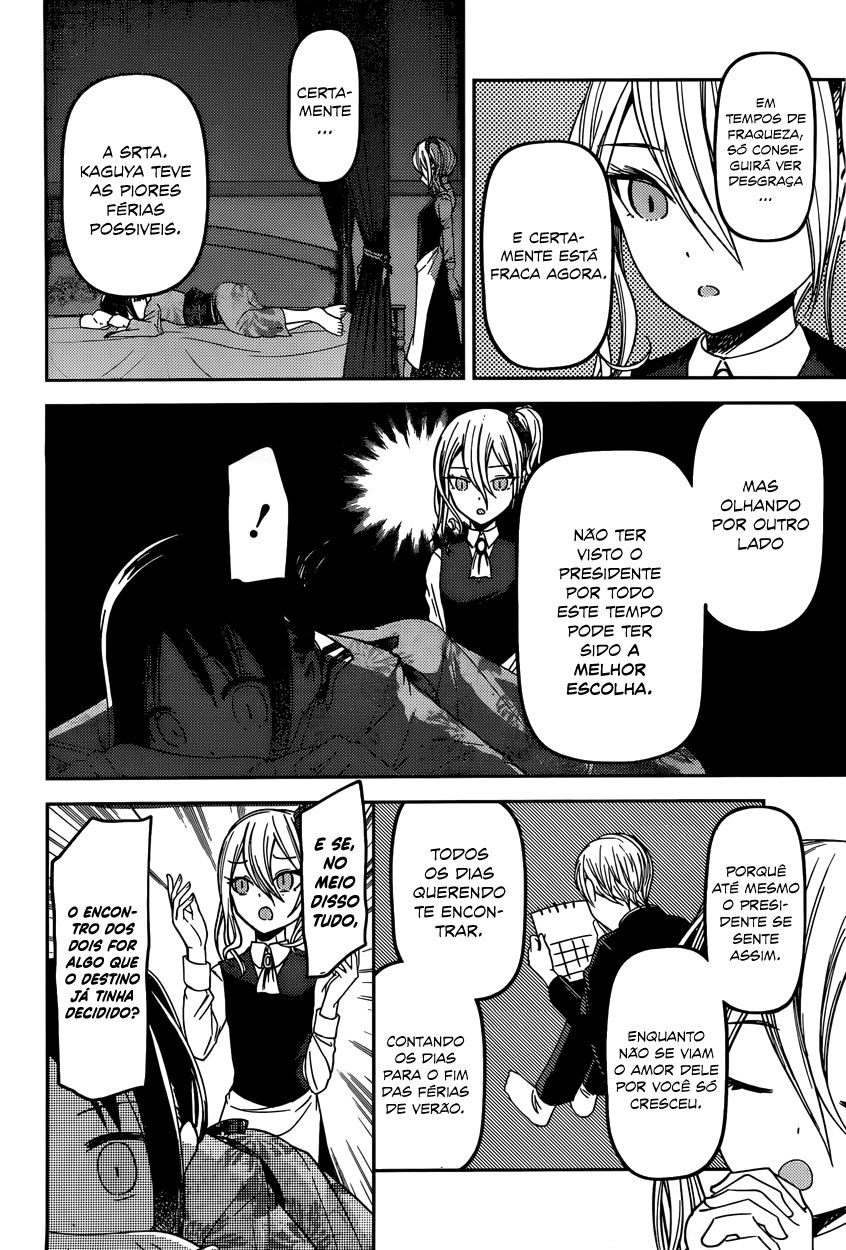 EM
TEMPOS DE
FRAQUEZA,
SÓ CONSE-
GUIRÁ VER
DESGRAÇA
...
E CERTA-
MENTE ESTÁ
FRACA AGORA.
CERTA-
MENTE
...
A SRTA.
KAGUYA TEVE
AS PIORES
FÉRIAS
POSSIVEIS.
MAS
OLHANDO
POR OUTRO
LADO
NÃO TER
VISTO O
PRESIDENTE
POR TODO
ESTE TEMPO
PODE TER
SIDO A
MELHOR
ESCOLHA.
!
PORQUÊ
ATÉ MESMO
O PRESI-
DENTE SE
SENTE
ASSIM.
ENQUANTO
NÃO SE VIAM
O AMOR DELE
POR VOCÊ SÓ
CRESCEU.
TODOS
OS DIAS
QUERENDO
TE ENCON-
TRAR.
CONTANDO
OS DIAS
PARA O FIM
DAS FÉRIAS
DE VERÃO.
E SE,
NO
MEIO
DISSO
TUDO,
O ENCON-
TRO DOS
DOIS FOR
ALGO QUE
O DESTINO
JÁ TINHA
DECIDIDO?